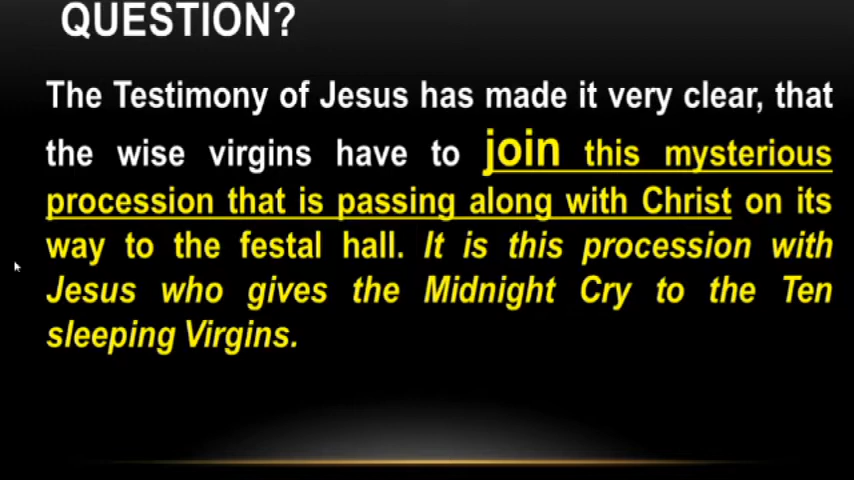 QUESTION?
The Testimony of Jesus has made it very clear, that
the wise virgins have to join this mysterious
procession that is passing along with Christ on its
way to the festal hall. It is this procession with
Jesus who gives the Midnight Cry to the Ten
sleeping Virgins.